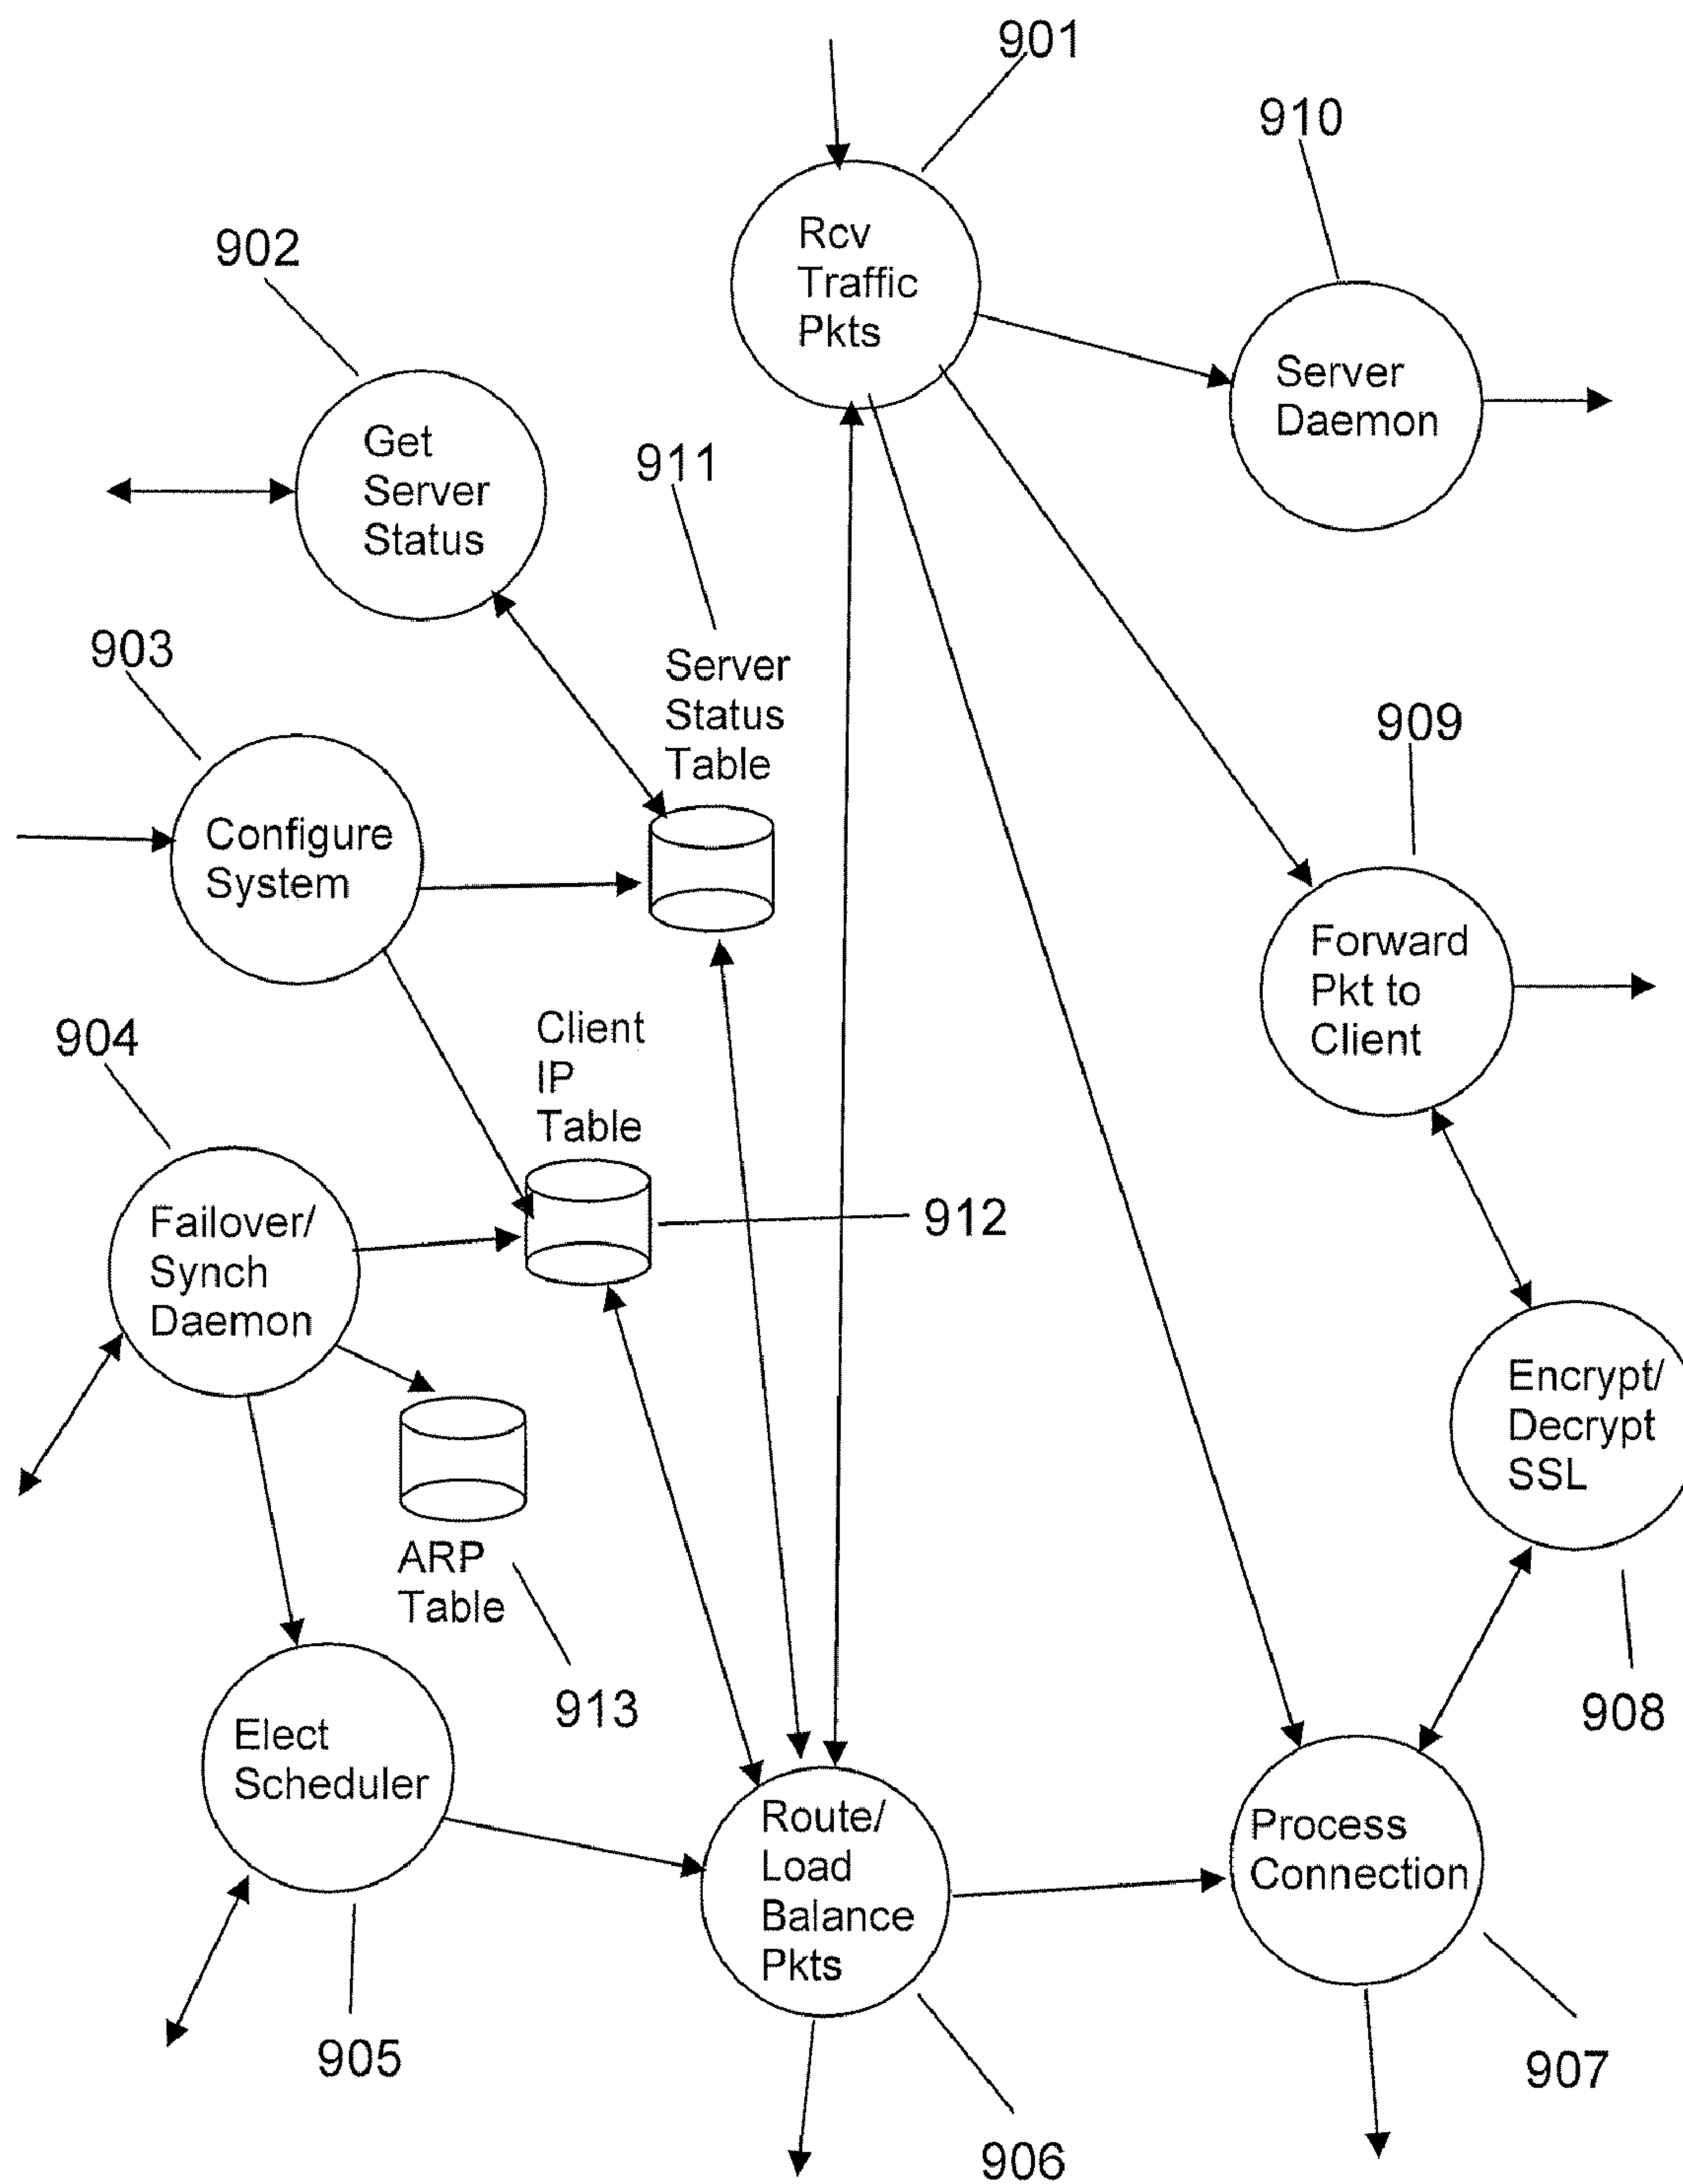 901
910
Rcv
Traffic
Pkts
902
Server
Daemon
Get
Server
Status
911
903
Server
Status
Table
909
Configure
System
Forward
Pkt to
Client
904
Client
IP
Table
912
Failover/
Synch
Daemon
Encrypt/
Decrypt
SSL
ARP
Table
913
908
Elect
Scheduler
Route/
Load
Balance
Pkts
Process
Connection
905
907
906